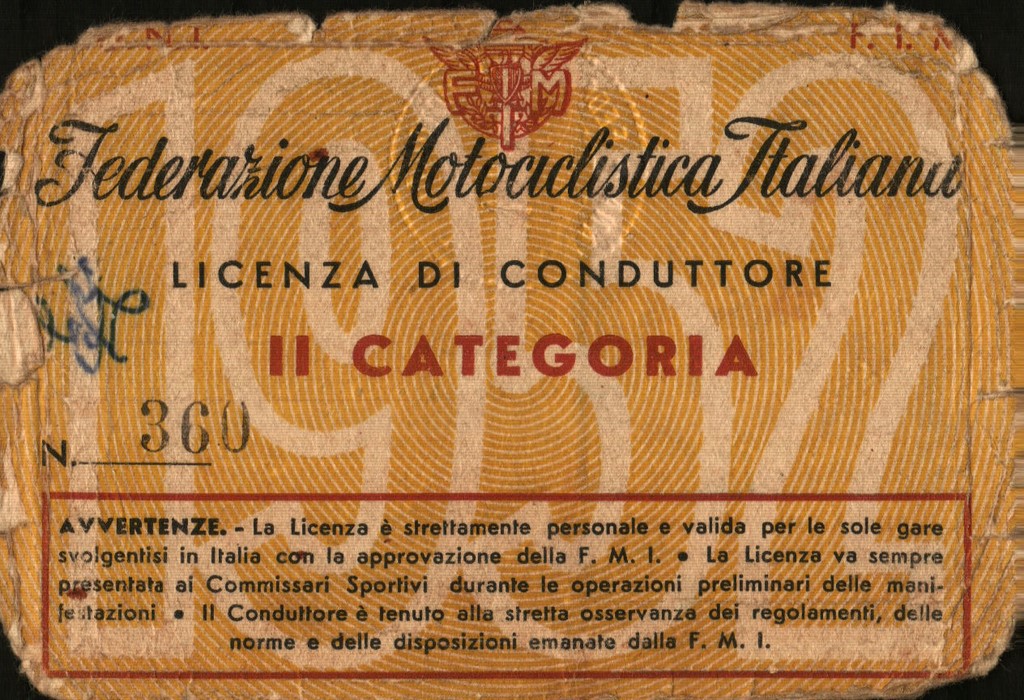 N I.
F. I. M
F M
Federazione Motociclistica Italiana
1957
LICENZA DI CONDUTTORE
II CATEGORIA
N. 360
AVVERTENZE. - La Licenza è strettamente personale e valida per le sole gare
svolgentisi in Italia con la approvazione della F. M. I. • La Licenza va sempre
presentata ai Commissari Sportivi durante le operazioni preliminari delle mani-
festazioni • Il Conduttore è tenuto alla stretta osservanza dei regolamenti, delle
norme e delle disposizioni emanate dalla F. M. I.